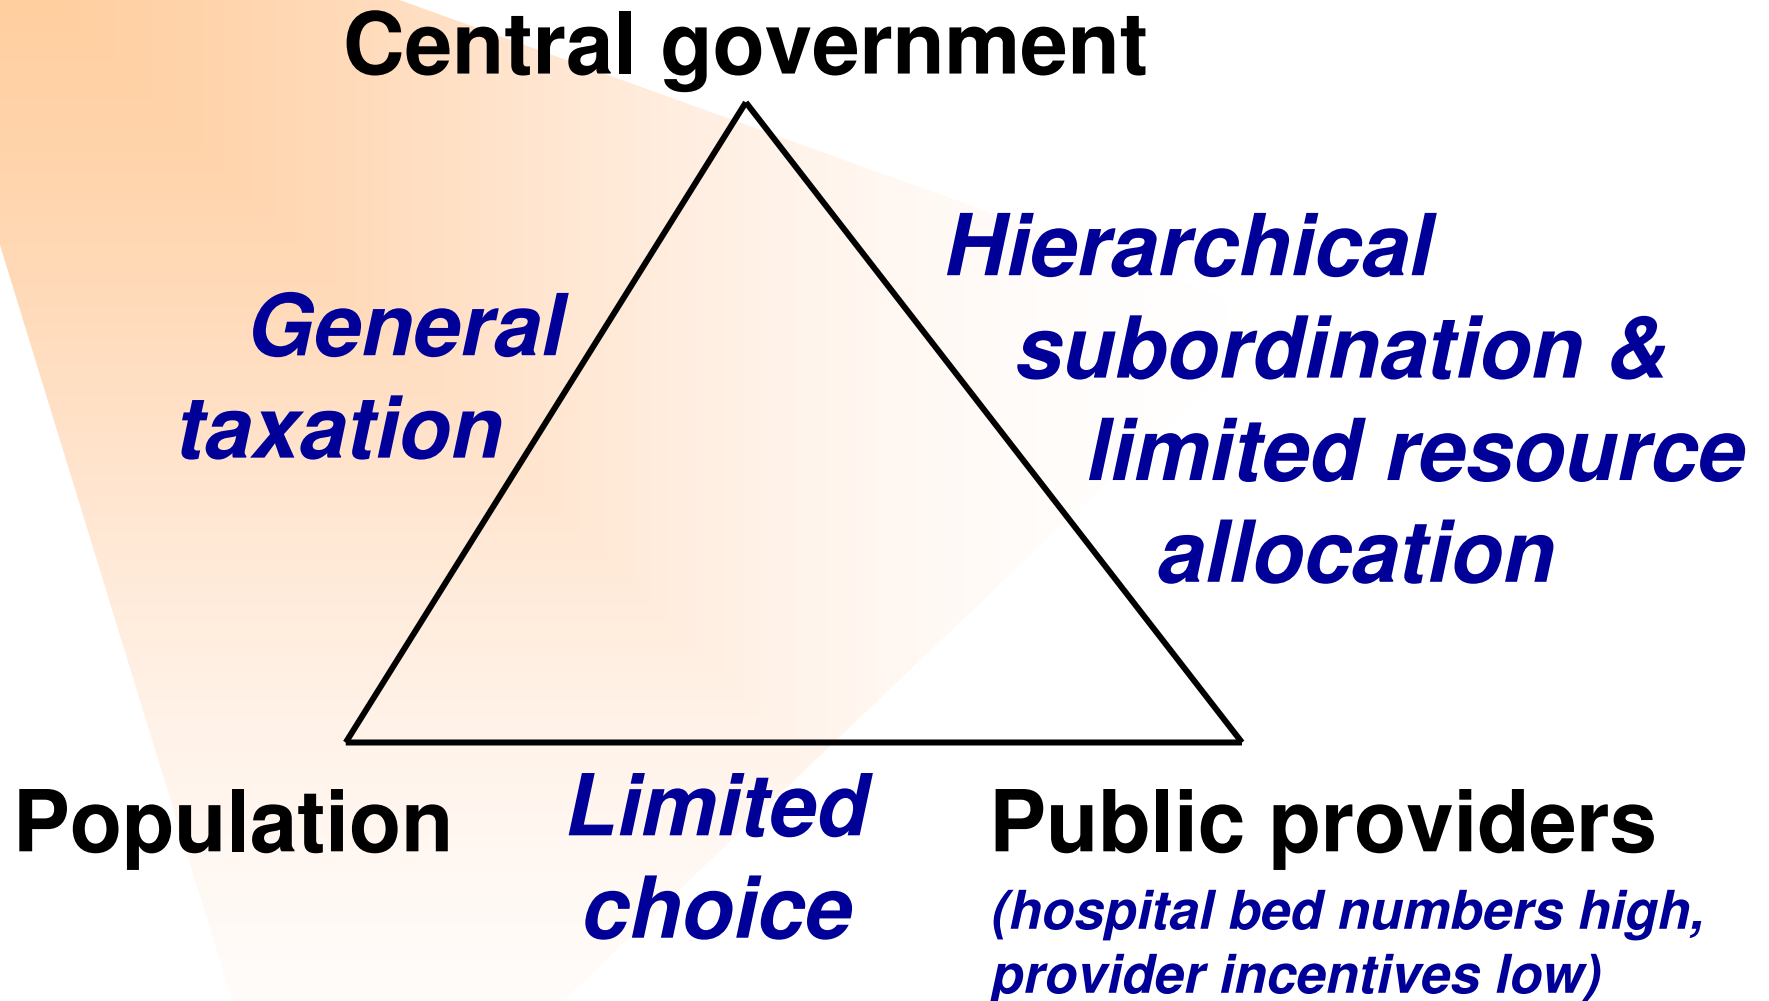 Central government
General
taxation
Hierarchical
subordination &
limited resource
allocation
Population
Limited
choice
Public providers
(hospital bed numbers high,
provider incentives low)